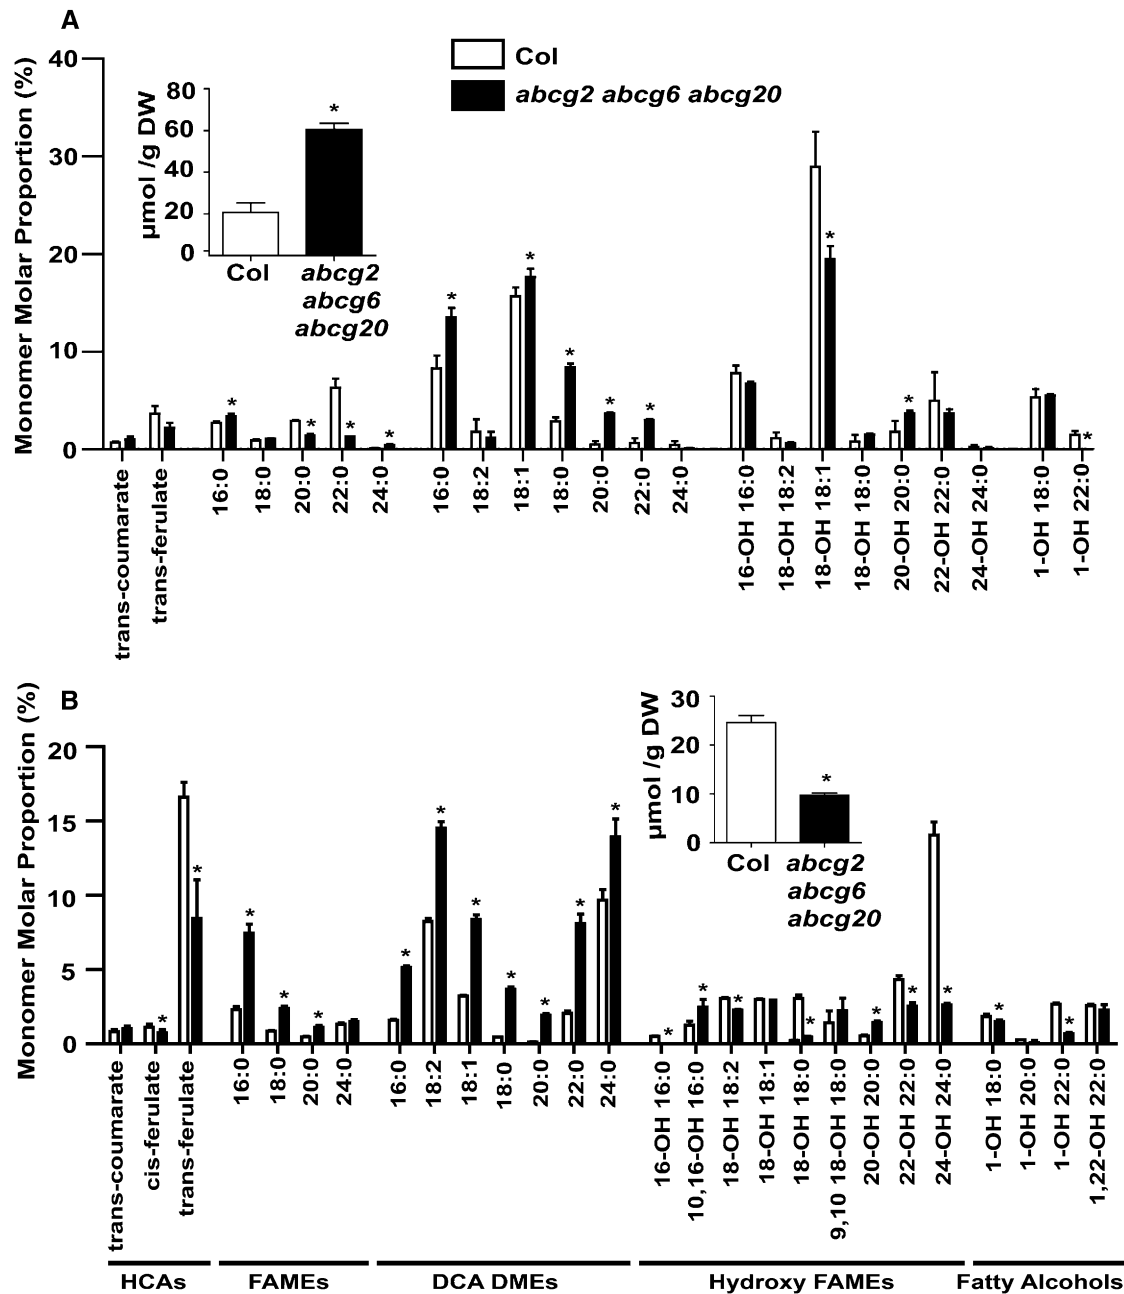 A
Monomer Molar Proportion (%)
40
30
20
10
0
Col
abcg2 abcg6 abcg20
µmol /g DW
80
60
40
20
0
*
Col
abcg2
abcg6
abcg20
* * * * * * * * * * * * *
trans-coumarate
trans-ferulate
16:0
18:0
20:0
22:0
24:0
16:0
18:2
18:1
18:0
20:0
22:0
24:0
16-OH 16:0
18-OH 18:2
18-OH 18:1
18-OH 18:0
20-OH 20:0
22-OH 22:0
24-OH 24:0
1-OH 18:0
1-OH 22:0
B
Monomer Molar Proportion (%)
20
15
10
5
0
µmol /g DW
30
20
10
0
*
Col
abcg2
abcg6
abcg20
* * * * * * * * * * * * * * * * * * * * * *
trans-coumarate
cis-ferulate
trans-ferulate
16:0
18:0
20:0
24:0
16:0
18:2
18:1
18:0
20:0
22:0
24:0
16-OH 16:0
10,16-OH 16:0
18-OH 18:2
18-OH 18:1
18-OH 18:0
9,10 18-OH 18:0
20-OH 20:0
22-OH 22:0
24-OH 24:0
1-OH 18:0
1-OH 20:0
1-OH 22:0
1,22-OH 22:0
HCAs
FAMEs
DCA DMEs
Hydroxy FAMEs
Fatty Alcohols